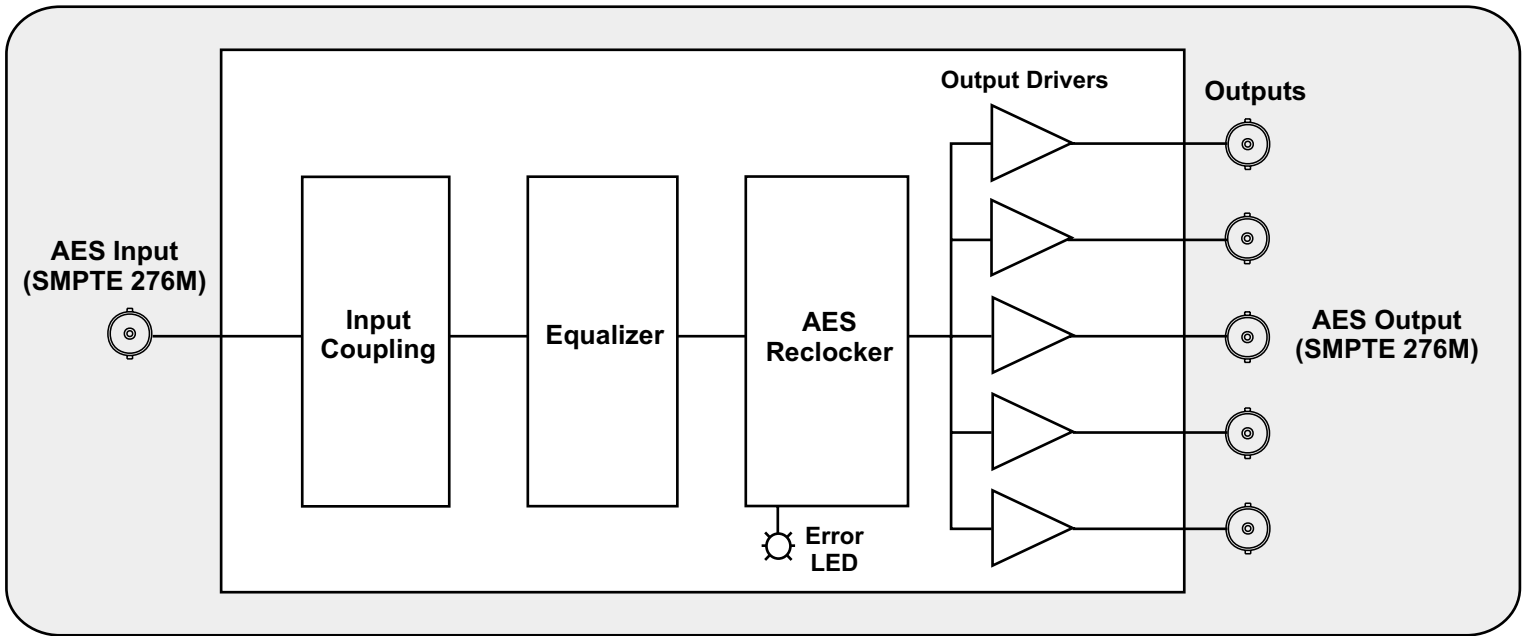 Output Drivers
Outputs
AES Input
(SMPTE 276M)
Input
Coupling
Equalizer
AES
Reclocker
AES Output
(SMPTE 276M)
Error
LED